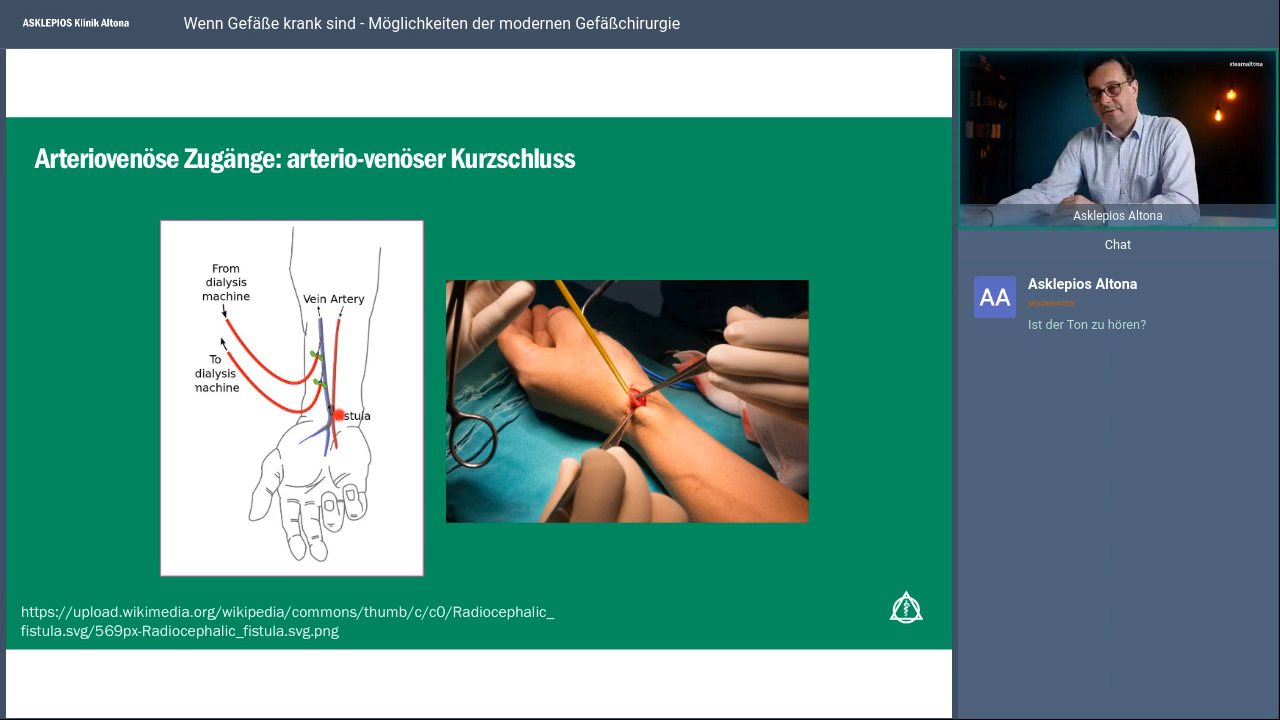 ASKLEPIOS Klinik Altona
Wenn Gefäße krank sind - Möglichkeiten der modernen Gefäßchirurgie
Arteriovenöse Zugänge: arterio-venöser Kurzschluss
From
dialysis
machine
Vein Artery
To
dialysis
machine
stula
https://upload.wikimedia.org/wikipedia/commons/thumb/c/c0/Radiocephalic_
fistula.svg/569px-Radiocephalic_fistula.svg.png
#teamaltona
Asklepios Altona
Chat
AA
Asklepios Altona
MODERATOR
Ist der Ton zu hören?